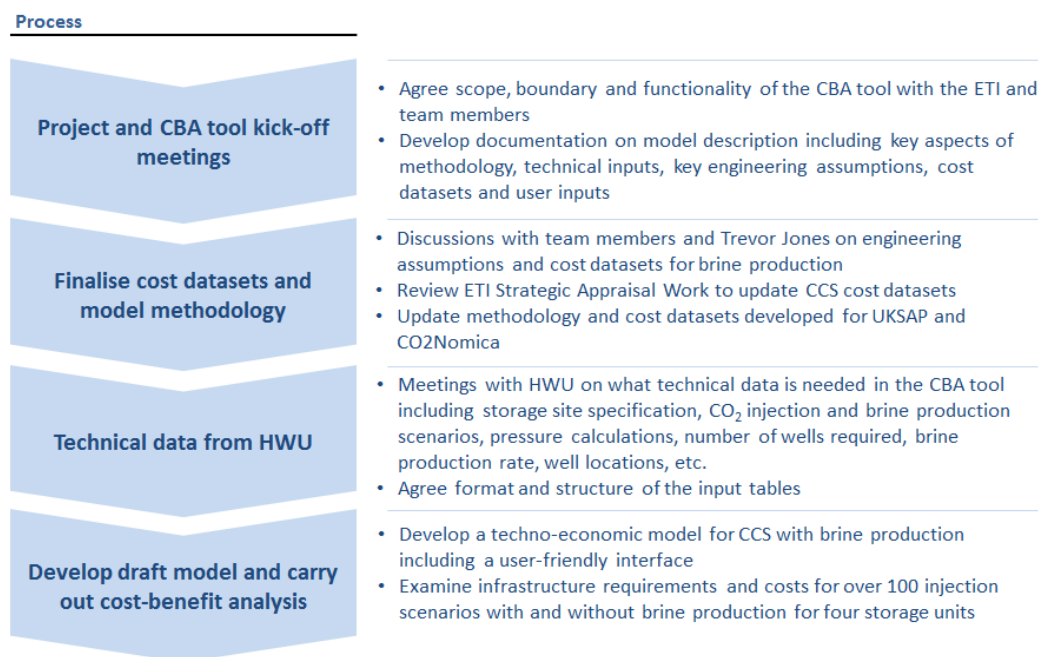 Process
Project and CBA tool kick-off
meetings
• Agree scope, boundary and functionality of the CBA tool with the ETI and
team members
• Develop documentation on model description including key aspects of
methodology, technical inputs, key engineering assumptions, cost
datasets and user inputs
Finalise cost datasets and
model methodology
• Discussions with team members and Trevor Jones on engineering
assumptions and cost datasets for brine production
• Review ETI Strategic Appraisal Work to update CCS cost datasets
• Update methodology and cost datasets developed for UKSAP and
CO2Nomica
Technical data from HWU
• Meetings with HWU on what technical data is needed in the CBA tool
including storage site specification, CO₂ injection and brine production
scenarios, pressure calculations, number of wells required, brine
production rate, well locations, etc.
• Agree format and structure of the input tables
Develop draft model and carry
out cost-benefit analysis
• Develop a techno-economic model for CCS with brine production
including a user-friendly interface
• Examine infrastructure requirements and costs for over 100 injection
scenarios with and without brine production for four storage units